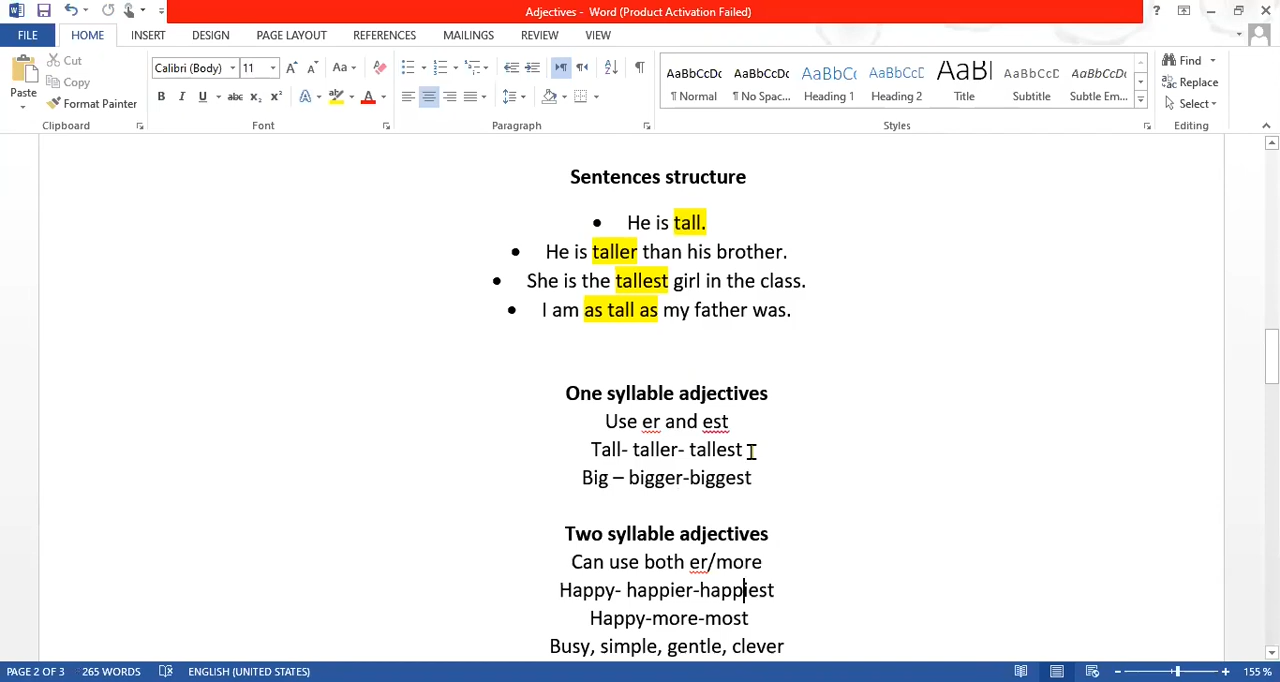 Adjectives - Word (Product Activation Failed)
FILE HOME INSERT DESIGN PAGE LAYOUT REFERENCES MAILINGS REVIEW VIEW
Paste
Cut
Copy
Format Painter
Clipboard
Calibri (Body) 11
Font
Paragraph
AaBbCcDc ¶ Normal
AaBbCcDc ¶ No Spac...
AaBbCc Heading 1
AaBbCcD Heading 2
AaBl Title
AaBbCcD Subtitle
AaBbCcDc Subtle Em...
Styles
Find
Replace
Select
Editing
Sentences structure
• He is tall.
• He is taller than his brother.
• She is the tallest girl in the class.
• I am as tall as my father was.
One syllable adjectives
Use er and est
Tall- taller- tallest
Big – bigger-biggest
Two syllable adjectives
Can use both er/more
Happy- happier-happiest
Happy-more-most
Busy, simple, gentle, clever
PAGE 2 OF 3 265 WORDS ENGLISH (UNITED STATES) 155 %